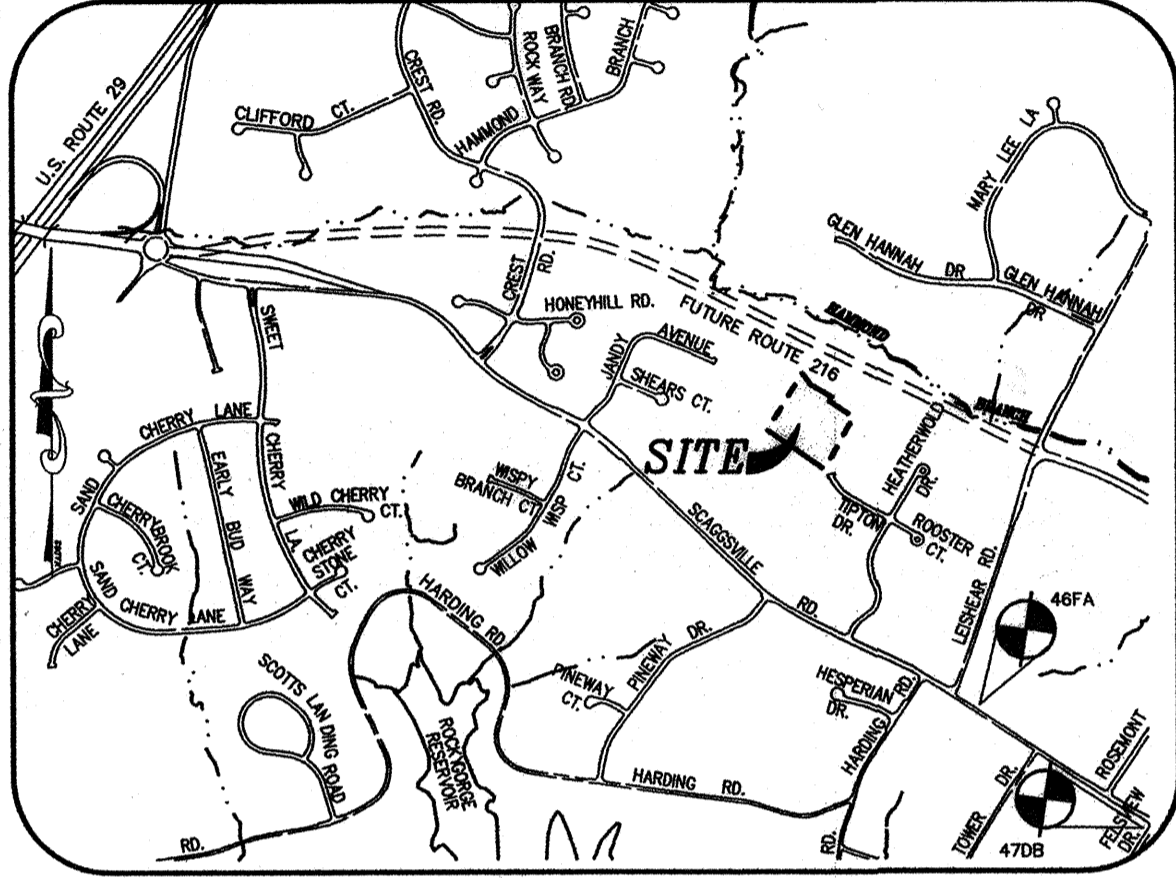 U.S. ROUTE 29
CLIFFORD CT.
CREST RD.
ROCK WAY
BRANCH RD.
BRANCH
HAMMOND
MARY LEE LA
GLEN HANNAH DR
GLEN HANNAH
DR
CREST RD.
HONEYHILL RD.
FUTURE ROUTE 216
HAMMOND
BRANCH
JANDY AVENUE
SHEARS CT.
SITE
SWEET
CHERRY
LA.
CHERRY LANE
SAND
EARLY BUD WAY
CHERRYBROOK
CT.
WILD CHERRY
CT.
CHERRY
STONE
CT.
SAND CHERRY LANE
CHERRY
LANE
WISPY
BRANCH CT.
WILLOW WISP CT.
HEATHERWOLD
DR.
TIPTON
DR.
ROOSTER
CT.
SCAGGSVILLE RD.
LEISHEAR RD.
46FA
HARDING RD.
PINEWAY DR.
PINEWAY
CT.
HESPERIAN
DR.
HARDING RD.
SCOTTS LANDING ROAD
ROCKY GORGE
RESERVOIR
HARDING RD.
ROSEMONT
TOWER DR.
FELSVIEW
DR.
47DB
RD.
RD.